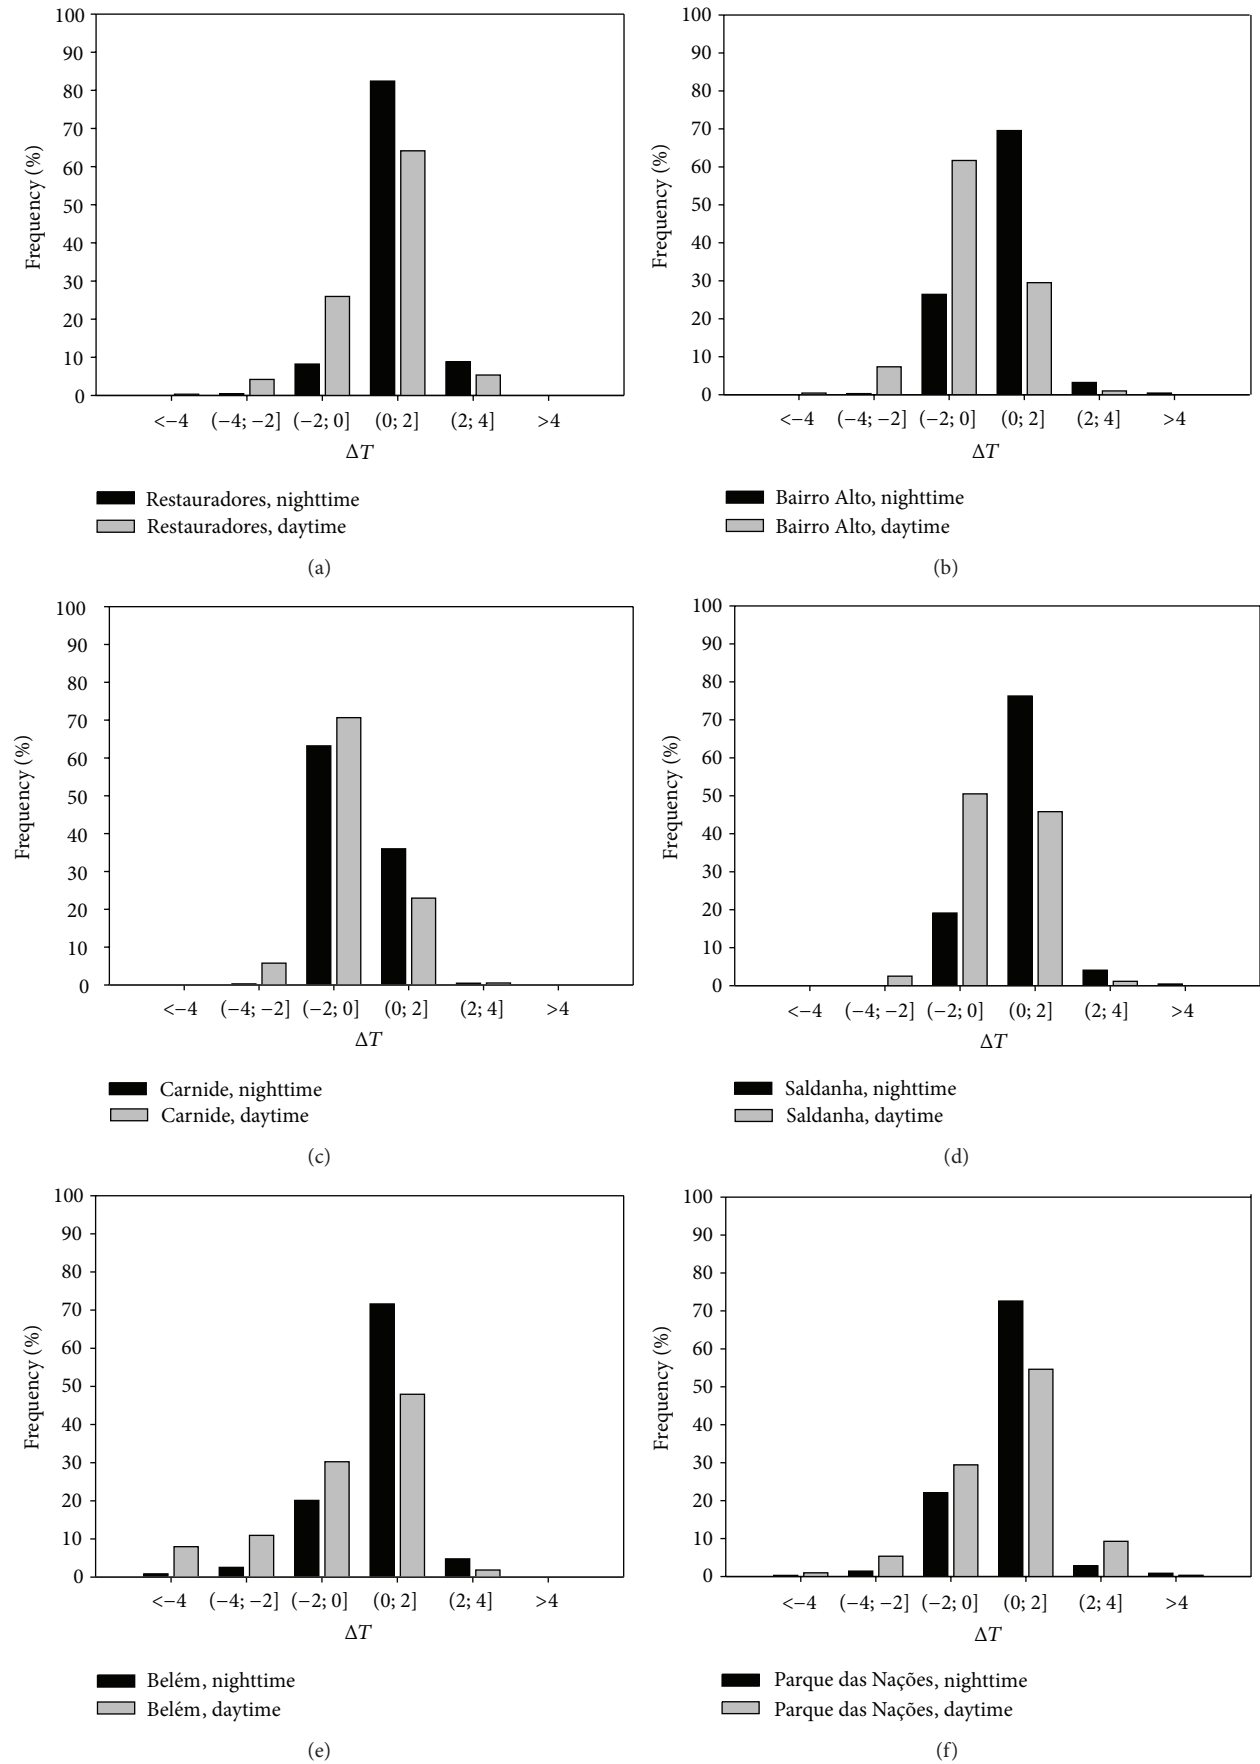 100
90
80
70
60
50
40
30
20
10
0
Frequency (%)
<−4 (−4; −2] (−2; 0] (0; 2] (2; 4] >4
ΔT
Restauradores, nighttime
Restauradores, daytime
(a)
100
90
80
70
60
50
40
30
20
10
0
Frequency (%)
<−4 (−4; −2] (−2; 0] (0; 2] (2; 4] >4
ΔT
Bairro Alto, nighttime
Bairro Alto, daytime
(b)
100
90
80
70
60
50
40
30
20
10
0
Frequency (%)
<−4 (−4; −2] (−2; 0] (0; 2] (2; 4] >4
ΔT
Carnide, nighttime
Carnide, daytime
(c)
100
90
80
70
60
50
40
30
20
10
0
Frequency (%)
<−4 (−4; −2] (−2; 0] (0; 2] (2; 4] >4
ΔT
Saldanha, nighttime
Saldanha, daytime
(d)
100
90
80
70
60
50
40
30
20
10
0
Frequency (%)
<−4 (−4; −2] (−2; 0] (0; 2] (2; 4] >4
ΔT
Belém, nighttime
Belém, daytime
(e)
100
90
80
70
60
50
40
30
20
10
0
Frequency (%)
<−4 (−4; −2] (−2; 0] (0; 2] (2; 4] >4
ΔT
Parque das Nações, nighttime
Parque das Nações, daytime
(f)